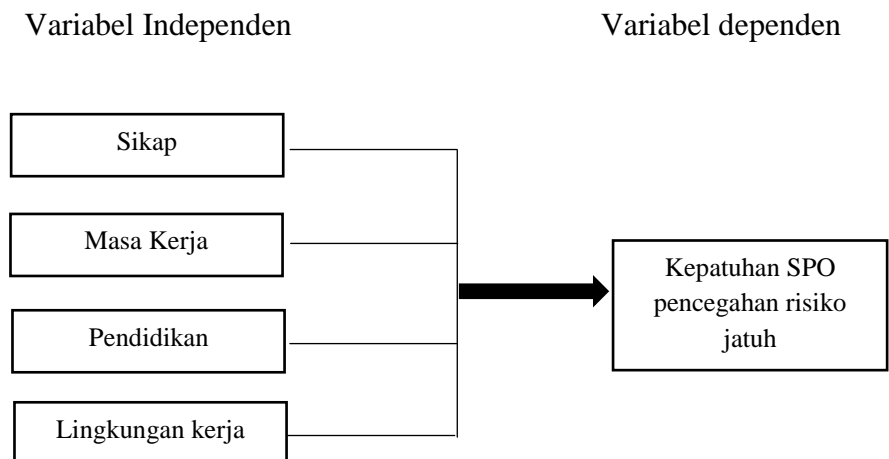 Variabel Independen
Variabel dependen
Sikap
Masa Kerja
Pendidikan
Lingkungan kerja
Kepatuhan SPO
pencegahan risiko
jatuh